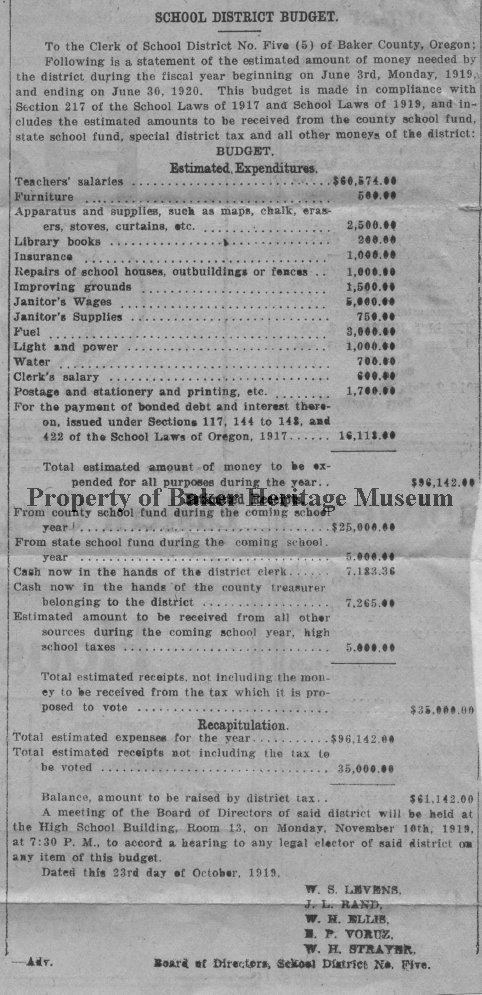 SCHOOL DISTRICT BUDGET.
To the Clerk of School District No. Five (5) of Baker County, Oregon;
Following is a statement of the estimated amount of money needed by
the district during the fiscal year beginning on June 3rd, Monday, 1919,
and ending on June 30, 1920. This budget is made in compliance with
Section 217 of the School Laws of 1917 and School Laws of 1919, and in-
cludes the estimated amounts to be received from the county school fund,
state school fund, special district tax and all other moneys of the district:
BUDGET.
Estimated Expenditures.
Teachers' salaries ........................ $60,574.00
Furniture .............................. 500.00
Apparatus and supplies, such as maps, chalk, eras-
ers, stoves, curtains, etc. .................. 2,500.00
Library books ........................... 200.00
Insurance .............................. 1,000.00
Repairs of school houses, outbuildings or fences .. 1,000.00
Improving grounds ........................ 1,500.00
Janitor's Wages ......................... 5,000.00
Janitor's Supplies ........................ 750.00
Fuel .................................. 3,000.00
Light and power ......................... 1,000.00
Water ................................. 700.00
Clerk's salary ........................... 600.00
Postage and stationery and printing, etc. ........ 1,700.00
For the payment of bonded debt and interest there-
on, issued under Sections 117, 144 to 148, and
422 of the School Laws of Oregon, 1917...... 16,118.00
Total estimated amount of money to be ex-
pended for all purposes during the year.. $96,142.00
Property of Baker Heritage Museum
From county school fund during the coming school
year ................................ $25,000.00
From state school fund during the coming school
year ................................ 5,000.00
Cash now in the hands of the district clerk...... 7,133.36
Cash now in the hands of the county treasurer
belonging to the district .................. 7,265.00
Estimated amount to be received from all other
sources during the coming school year, high
school taxes .......................... 5,000.00
Total estimated receipts, not including the mon-
ey to be received from the tax which it is pro-
posed to vote ......................... $35,000.00
Recapitulation.
Total estimated expenses for the year........... $96,142.00
Total estimated receipts not including the tax to
be voted ............................. 35,000.00
Balance, amount to be raised by district tax.. $61,142.00
A meeting of the Board of Directors of said district will be held at
the High School Building, Room 13, on Monday, November 10th, 1919,
at 7:30 P. M., to accord a hearing to any legal elector of said district on
any item of this budget.
Dated this 23rd day of October, 1919.
W. S. LEVENS,
J. L. RAND,
W. H. ELLIS,
E. P. VORUZ,
W. H. STRAYER,
—Adv. Board of Directors, School District No. Five.